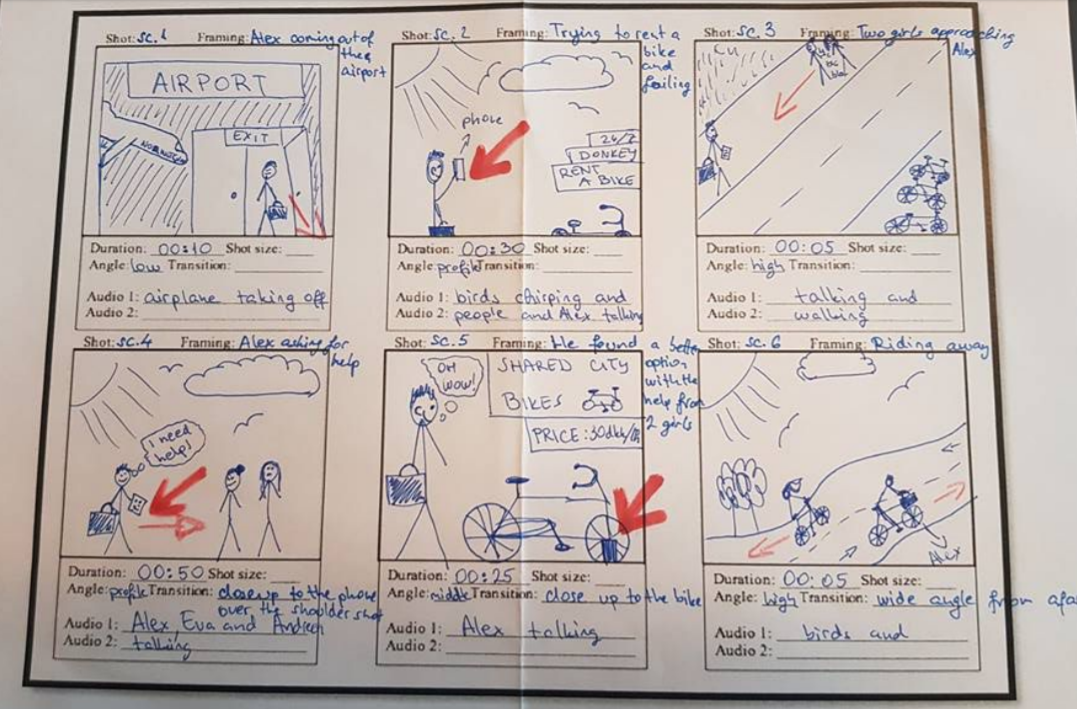 Shot: SC. 1 Framing: Alex coming out of
the
airport
AIRPORT
EXIT
Duration: 00:10 Shot size:
Angle: low Transition:
Audio 1: airplane taking off
Audio 2:
Shot: SC. 2 Framing: Trying to rent a
bike
and
failing
phone
24/7
DONKEY
RENT
A BIKE
Duration: 00:30 Shot size:
Angle: profile Transition:
Audio 1: birds chirping and
Audio 2: people and Alex talking
Shot: SC. 3 Framing: Two girls approaching
Alex
bla
Duration: 00:05 Shot size:
Angle: high Transition:
Audio 1: talking and
Audio 2: walking
Shot: SC. 4 Framing: Alex asking for
help
I need
help!
Duration: 00:50 Shot size:
Angle: profile Transition: closeup to the phone
over the shoulder shot
Audio 1: Alex Eva and
Audio 2: talking
Shot: SC. 5 Framing: He found a better
option
with the
help from
2 girls
OH
WOW!
SHARED CITY
BIKES
PRICE: 30dkk/
Duration: 00:25 Shot size:
Angle: middle Transition: close up to the bike
Audio 1: Alex talking
Audio 2:
Shot: SC. 6 Framing: Riding away
Alex
Duration: 00:05 Shot size:
Angle: high Transition: wide angle from
Audio 1: birds and
Audio 2: